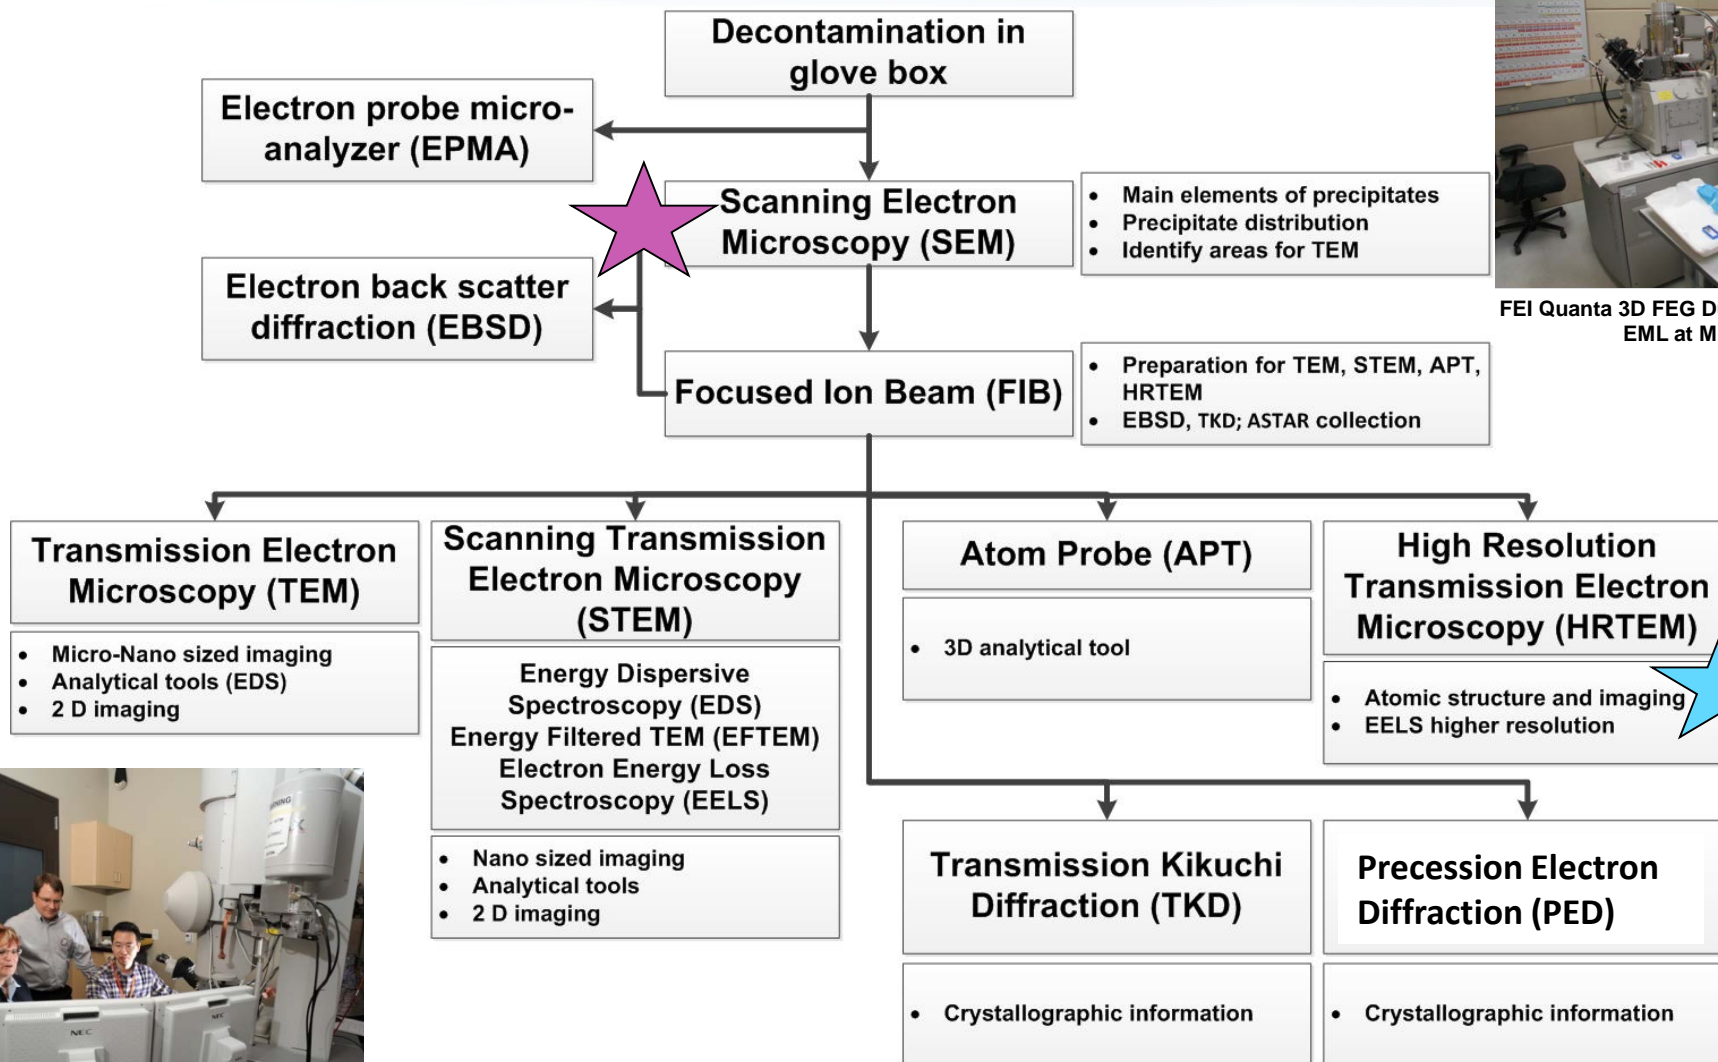 Decontamination in
glove box
Electron probe micro-
analyzer (EPMA)
Scanning Electron
Microscopy (SEM)
• Main elements of precipitates
• Precipitate distribution
• Identify areas for TEM
Electron back scatter
diffraction (EBSD)
FEI Quanta 3D FEG D
EML at M
Focused Ion Beam (FIB)
• Preparation for TEM, STEM, APT,
HRTEM
• EBSD, TKD; ASTAR collection
Transmission Electron
Microscopy (TEM)
• Micro-Nano sized imaging
• Analytical tools (EDS)
• 2 D imaging
Scanning Transmission
Electron Microscopy
(STEM)
Energy Dispersive
Spectroscopy (EDS)
Energy Filtered TEM (EFTEM)
Electron Energy Loss
Spectroscopy (EELS)
• Nano sized imaging
• Analytical tools
• 2 D imaging
Atom Probe (APT)
• 3D analytical tool
High Resolution
Transmission Electron
Microscopy (HRTEM)
• Atomic structure and imaging
• EELS higher resolution
Transmission Kikuchi
Diffraction (TKD)
• Crystallographic information
Precession Electron
Diffraction (PED)
• Crystallographic information
NEC
NEC